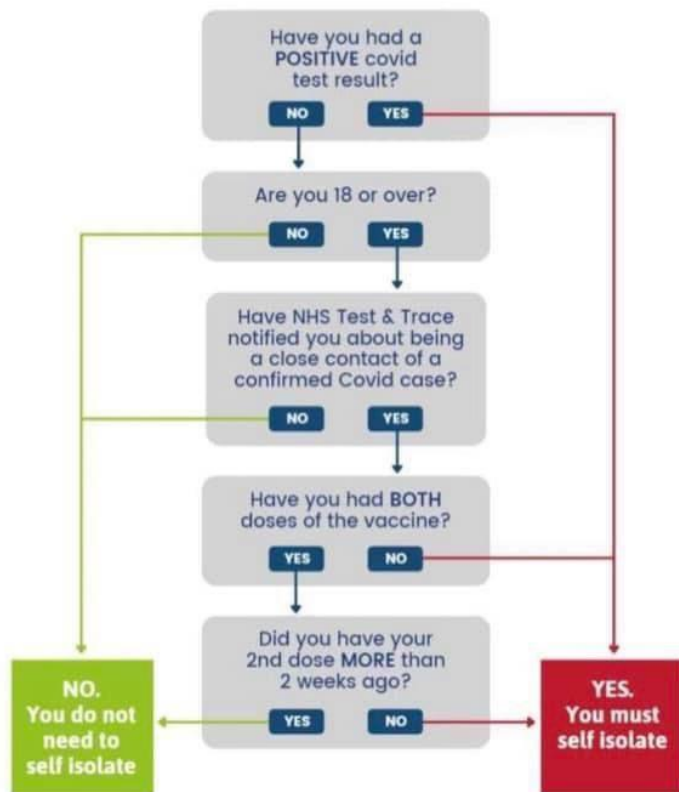 Have you had a
POSITIVE covid
test result?
NO YES
Are you 18 or over?
NO YES
Have NHS Test & Trace
notified you about being
a close contact of a
confirmed Covid case?
NO YES
Have you had BOTH
doses of the vaccine?
YES NO
Did you have your
2nd dose MORE than
2 weeks ago?
YES NO
NO.
You do not
need to
self isolate
YES.
You must
self isolate